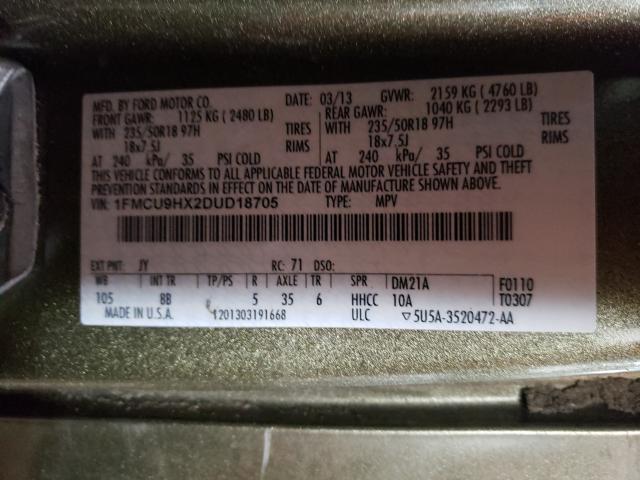 MFD. BY FORD MOTOR CO. DATE: 03/13 GVWR: 2159 KG ( 4760 LB)
FRONT GAWR: 1125 KG ( 2480 LB) REAR GAWR: 1040 KG ( 2293 LB)
WITH 235/50R18 97H TIRES WITH 235/50R18 97H TIRES
18x7.5J RIMS 18x7.5J RIMS
AT 240 kPa/ 35 PSI COLD AT 240 kPa/ 35 PSI COLD
THIS VEHICLE CONFORMS TO ALL APPLICABLE FEDERAL MOTOR VEHICLE SAFETY AND THEFT
PREVENTION STANDARDS IN EFFECT ON THE DATE OF MANUFACTURE SHOWN ABOVE.
VIN: 1FMCU9HX2DUD18705 TYPE: MPV
EXT PNT: JY RC: 71 DSO:
WB INT TR TP/PS R AXLE TR SPR DM21A F0110
105 BB 5 35 6 HHCC 10A T0307
MADE IN U.S.A. 1201303191668 ULC ▽5U5A-3520472-AA